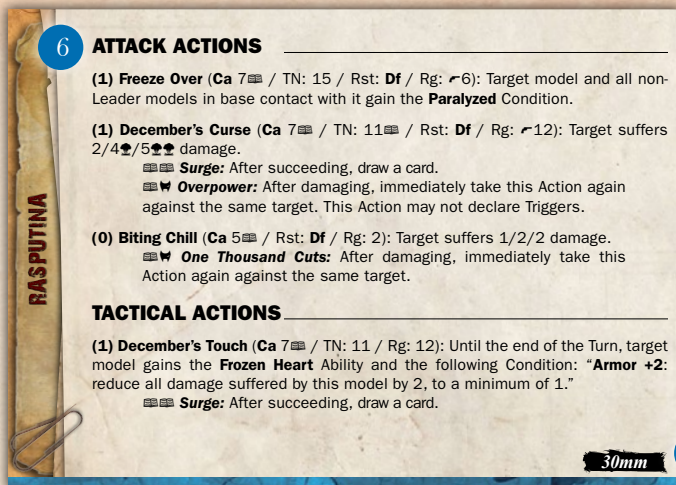 6
ATTACK ACTIONS
(1) Freeze Over (Ca 7 / TN: 15 / Rst: Df / Rg: 6): Target model and all non-
Leader models in base contact with it gain the Paralyzed Condition.
(1) December's Curse (Ca 7 / TN: 11 / Rst: Df / Rg: 12): Target suffers
2/4/5 damage.
Surge: After succeeding, draw a card.
Overpower: After damaging, immediately take this Action again
against the same target. This Action may not declare Triggers.
(0) Biting Chill (Ca 5 / Rst: Df / Rg: 2): Target suffers 1/2/2 damage.
One Thousand Cuts: After damaging, immediately take this
Action again against the same target.
RASPUTINA
TACTICAL ACTIONS
(1) December's Touch (Ca 7 / TN: 11 / Rg: 12): Until the end of the Turn, target
model gains the Frozen Heart Ability and the following Condition: "Armor +2:
reduce all damage suffered by this model by 2, to a minimum of 1."
Surge: After succeeding, draw a card.
30mm